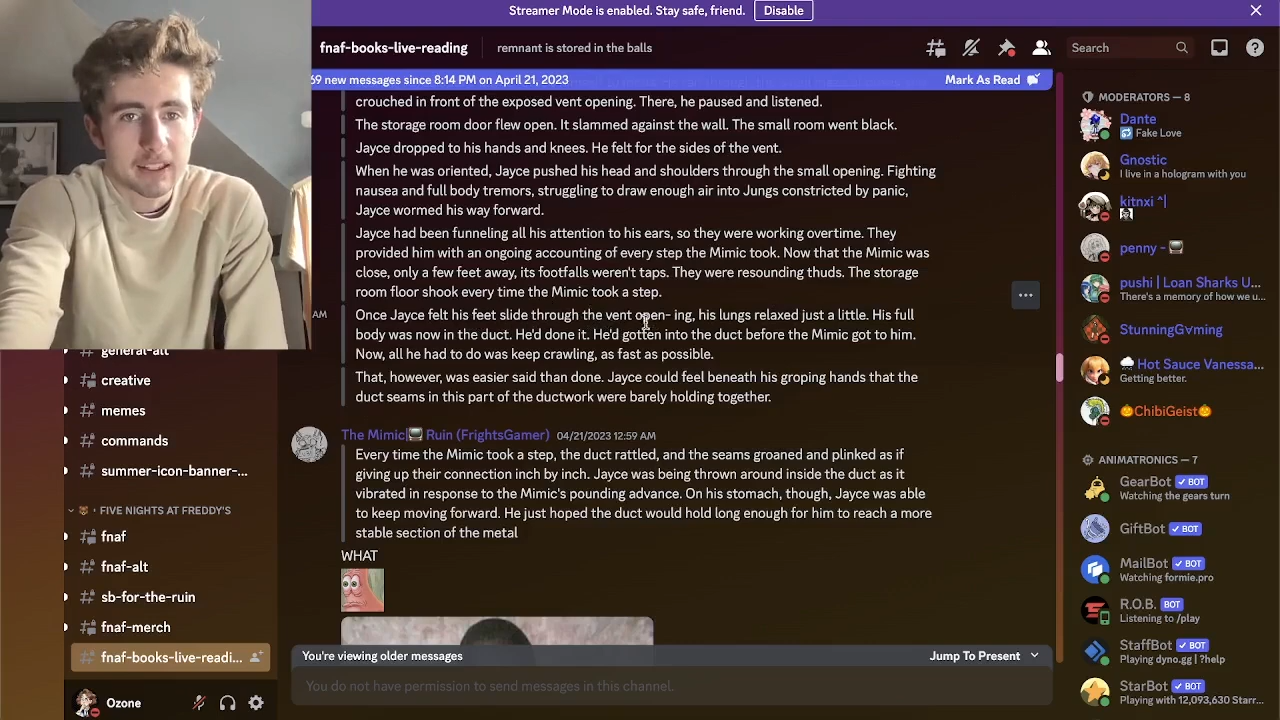 Streamer Mode is enabled. Stay safe, friend. Disable
fnaf-books-live-reading
remnant is stored in the balls
Search
69 new messages since 8:14 PM on April 21, 2023
Mark As Read
crouched in front of the exposed vent opening. There, he paused and listened.
The storage room door flew open. It slammed against the wall. The small room went black.
Jayce dropped to his hands and knees. He felt for the sides of the vent.
When he was oriented, Jayce pushed his head and shoulders through the small opening. Fighting
nausea and full body tremors, struggling to draw enough air into Jungs constricted by panic,
Jayce wormed his way forward.
Jayce had been funneling all his attention to his ears, so they were working overtime. They
provided him with an ongoing accounting of every step the Mimic took. Now that the Mimic was
close, only a few feet away, its footfalls weren't taps. They were resounding thuds. The storage
room floor shook every time the Mimic took a step.
AM
Once Jayce felt his feet slide through the vent open- ing, his lungs relaxed just a little. His full
body was now in the duct. He'd done it. He'd gotten into the duct before the Mimic got to him.
Now, all he had to do was keep crawling, as fast as possible.
That, however, was easier said than done. Jayce could feel beneath his groping hands that the
duct seams in this part of the ductwork were barely holding together.
The Mimic| Ruin (FrightsGamer) 04/21/2023 12:59 AM
Every time the Mimic took a step, the duct rattled, and the seams groaned and plinked as if
giving up their connection inch by inch. Jayce was being thrown around inside the duct as it
vibrated in response to the Mimic's pounding advance. On his stomach, though, Jayce was able
to keep moving forward. He just hoped the duct would hold long enough for him to reach a more
stable section of the metal
WHAT
You're viewing older messages
Jump To Present
You do not have permission to send messages in this channel.
general-alt
creative
memes
commands
summer-icon-banner-...
FIVE NIGHTS AT FREDDY'S
fnaf
fnaf-alt
sb-for-the-ruin
fnaf-merch
fnaf-books-live-readi...
Ozone
MODERATORS — 8
Dante
Fake Love
Gnostic
I live in a hologram with you
kitnxi ^|
penny -
pushi | Loan Sharks U...
There's a memory of how we u...
StunningG∀ming
Hot Sauce Vanessa...
Getting better.
ChibiGeist
ANIMATRONICS — 7
GearBot BOT
Watching the gears turn
GiftBot BOT
MailBot BOT
Watching formie.pro
R.O.B. BOT
Listening to /play
StaffBot BOT
Playing dyno.gg | ?help
StarBot BOT
Playing with 12,093,630 Starr...